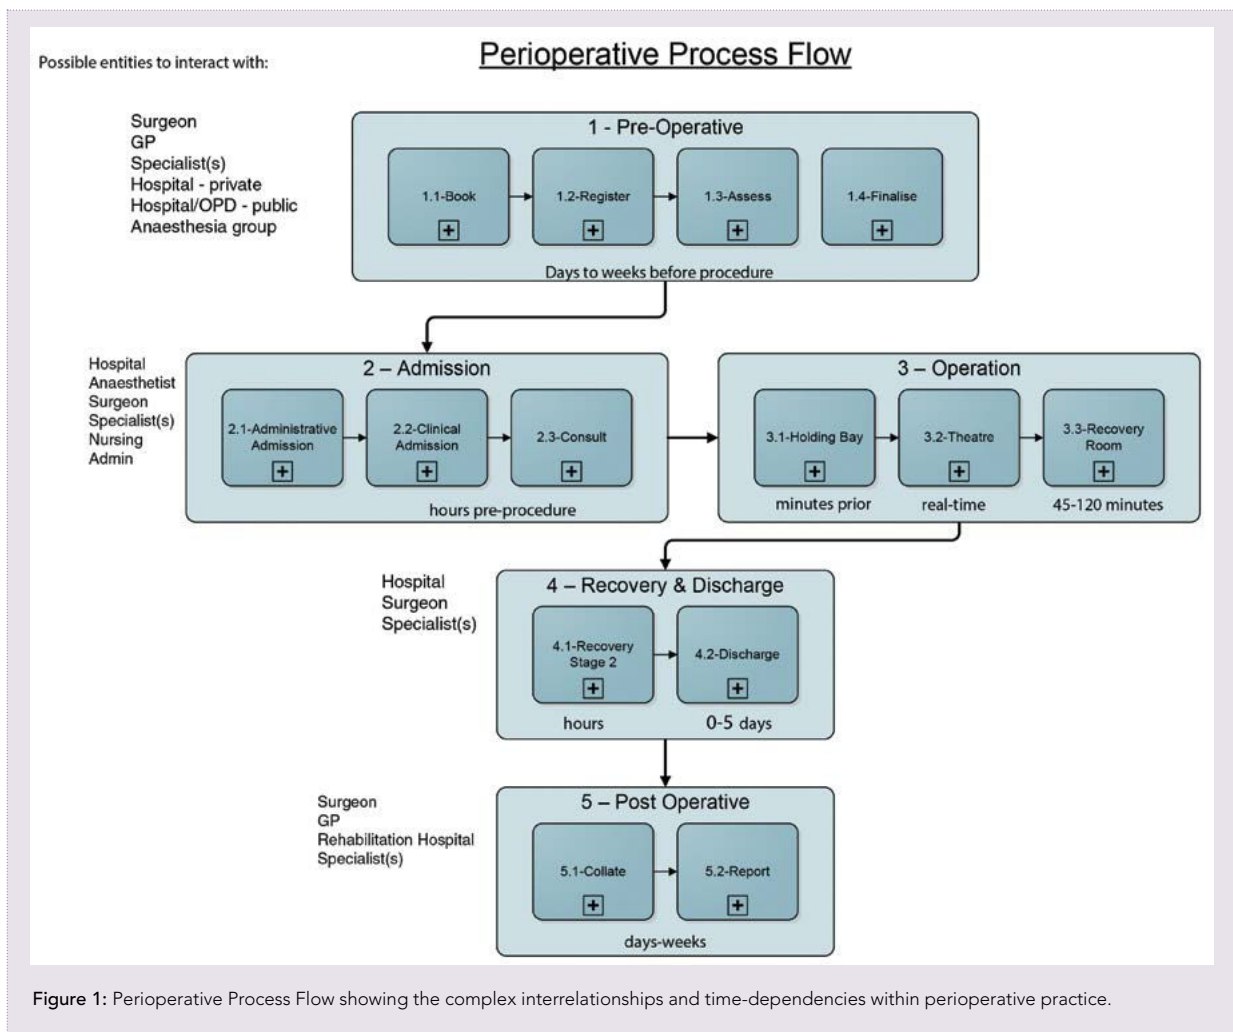 Perioperative Process Flow
Possible entities to interact with:
Surgeon
GP
Specialist(s)
Hospital - private
Hospital/OPD - public
Anaesthesia group
1 - Pre-Operative
1.1-Book
1.2-Register
1.3-Assess
1.4-Finalise
Days to weeks before procedure
Hospital
Anaesthetist
Surgeon
Specialist(s)
Nursing
Admin
2 – Admission
2.1-Administrative
Admission
2.2-Clinical
Admission
2.3-Consult
hours pre-procedure
3 – Operation
3.1-Holding Bay
3.2-Theatre
3.3-Recovery
Room
minutes prior
real-time
45-120 minutes
Hospital
Surgeon
Specialist(s)
4 – Recovery & Discharge
4.1-Recovery
Stage 2
4.2-Discharge
hours
0-5 days
Surgeon
GP
Rehabilitation Hospital
Specialist(s)
5 – Post Operative
5.1-Collate
5.2-Report
days-weeks
Figure 1: Perioperative Process Flow showing the complex interrelationships and time-dependencies within perioperative practice.